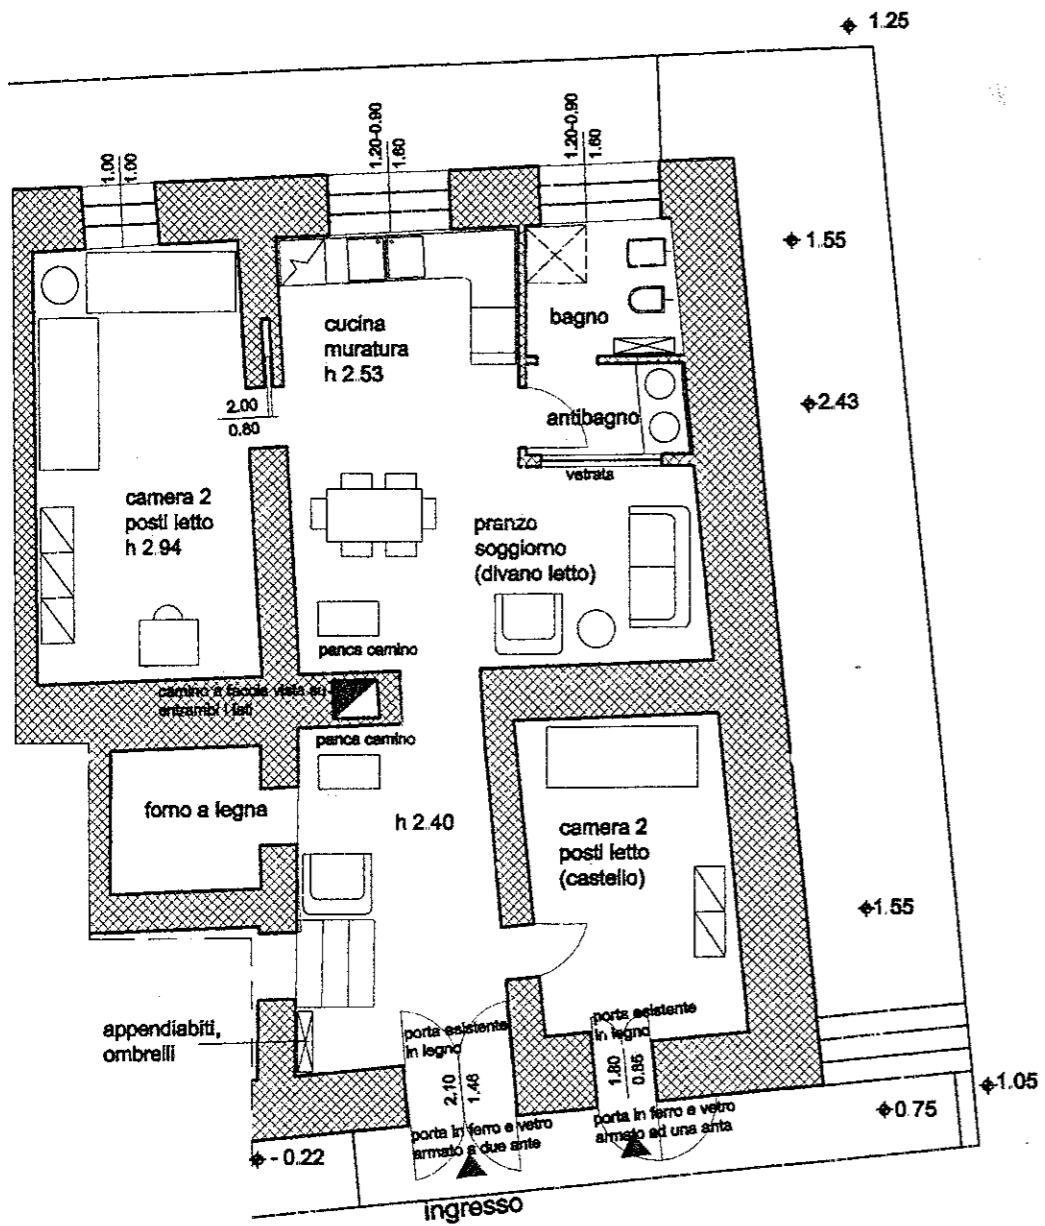 1.25
1.00
1.00
1.20-0.90
1.60
1.20-0.90
1.60
1.55
cucina
muratura
h 2.53
bagno
2.00
0.80
antibagno
2.43
vetrata
camera 2
posti letto
h 2.94
pranzo
soggiorno
(divano letto)
panca camino
camino a faccia vista su
entrambi i lati
panca camino
forno a legna
h 2.40
camera 2
posti letto
(castello)
1.55
appendiabiti,
ombrelli
porta esistente
in legno
porta esistente
in legno
2.10
1.46
1.80
0.85
1.05
0.75
porta in ferro e vetro
armato a due ante
porta in ferro e vetro
armato ad una anta
- 0.22
ingresso